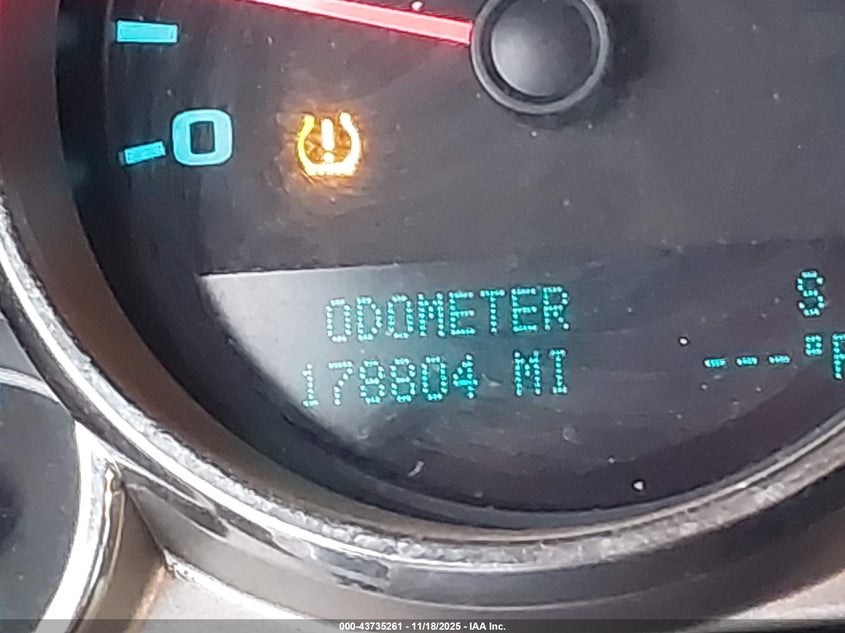 0
ODOMETER
S
178804 MI
---°F
000-43735261 - 11/18/2025 - IAA Inc.